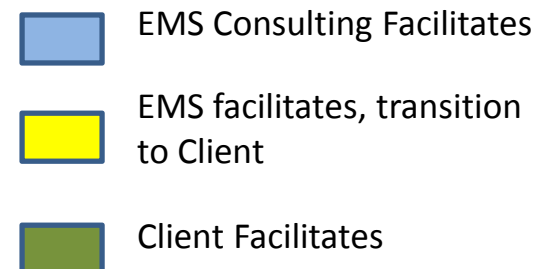 EMS Consulting Facilitates
EMS facilitates, transition
to Client
Client Facilitates